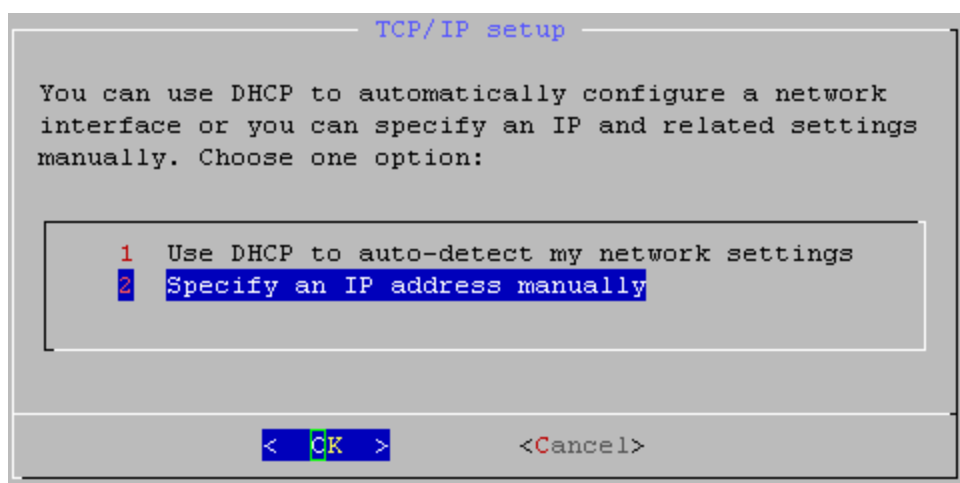 TCP/IP setup
You can use DHCP to automatically configure a network
interface or you can specify an IP and related settings
manually. Choose one option:
1 Use DHCP to auto-detect my network settings
2 Specify an IP address manually
< OK > <Cancel>